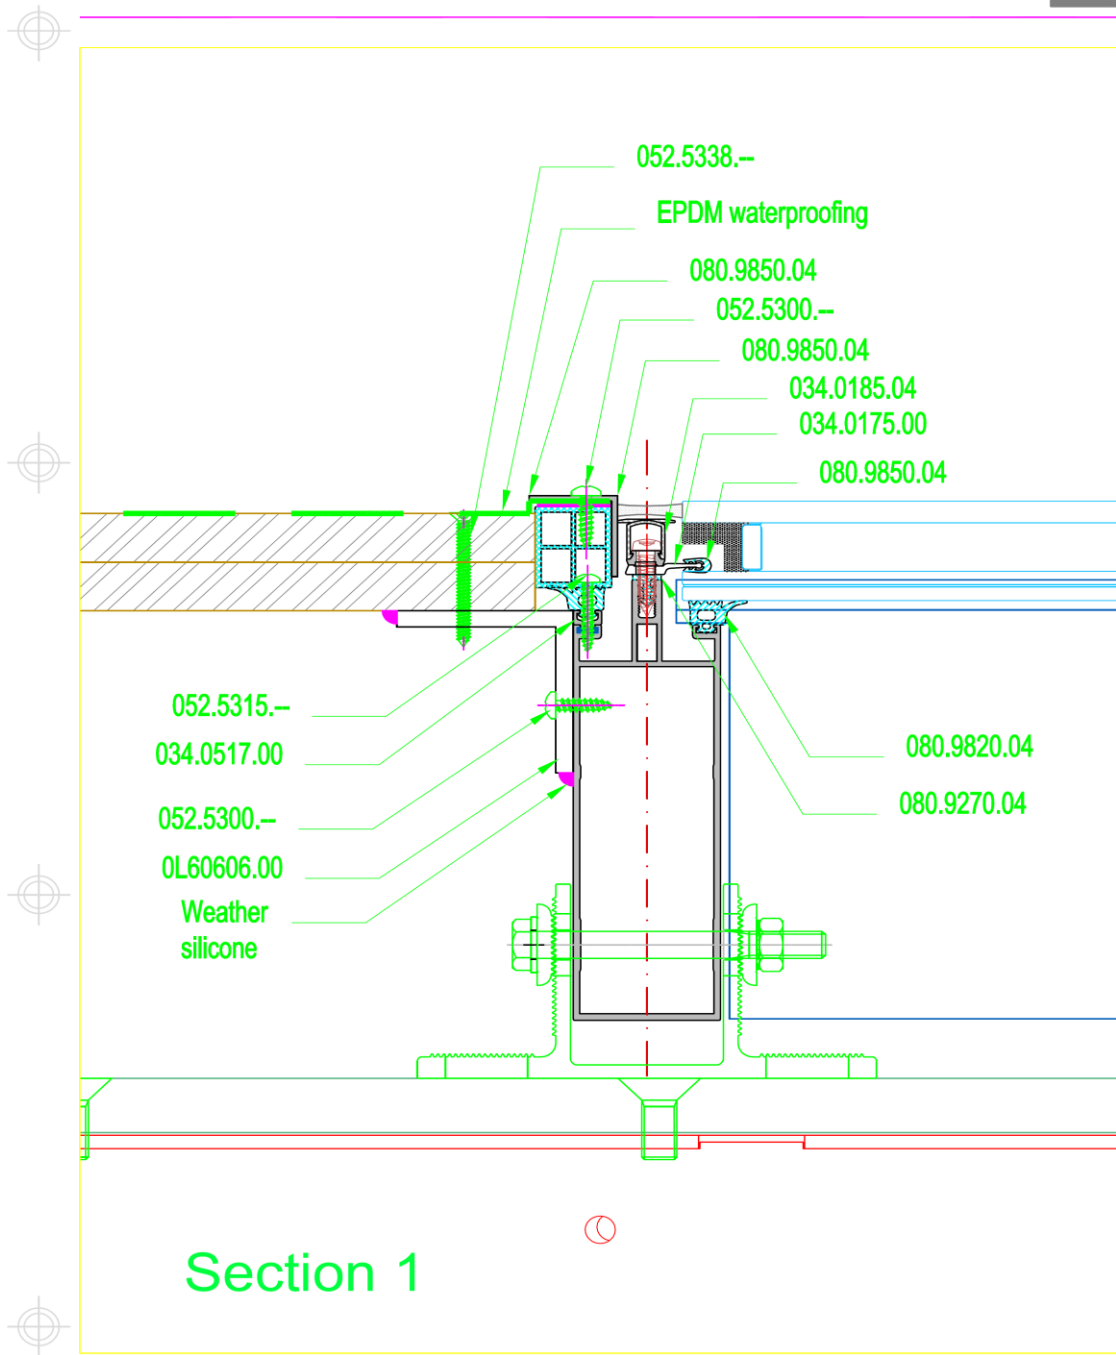 052.5338.--
EPDM waterproofing
080.9850.04
052.5300.--
080.9850.04
034.0185.04
034.0175.00
080.9850.04
052.5315.--
034.0517.00
052.5300.--
0L60606.00
Weather
silicone
080.9820.04
080.9270.04
Section 1